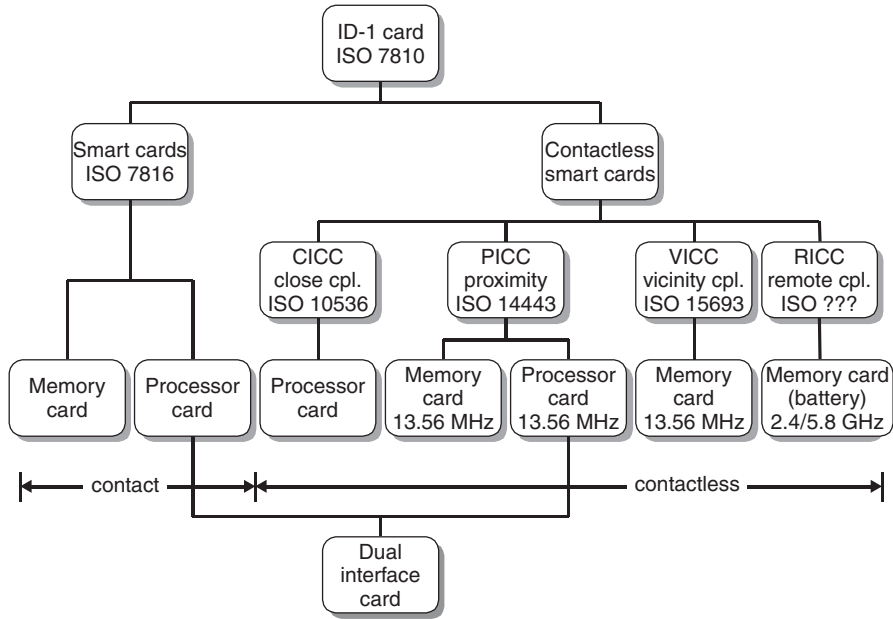 ID-1 card
ISO 7810
Smart cards
ISO 7816
Contactless
smart cards
CICC
close cpl.
ISO 10536
PICC
proximity
ISO 14443
VICC
vicinity cpl.
ISO 15693
RICC
remote cpl.
ISO ???
Memory
card
Processor
card
Processor
card
Memory
card
13.56 MHz
Processor
card
13.56 MHz
Memory
card
13.56 MHz
Memory card
(battery)
2.4/5.8 GHz
contact
contactless
Dual
interface
card